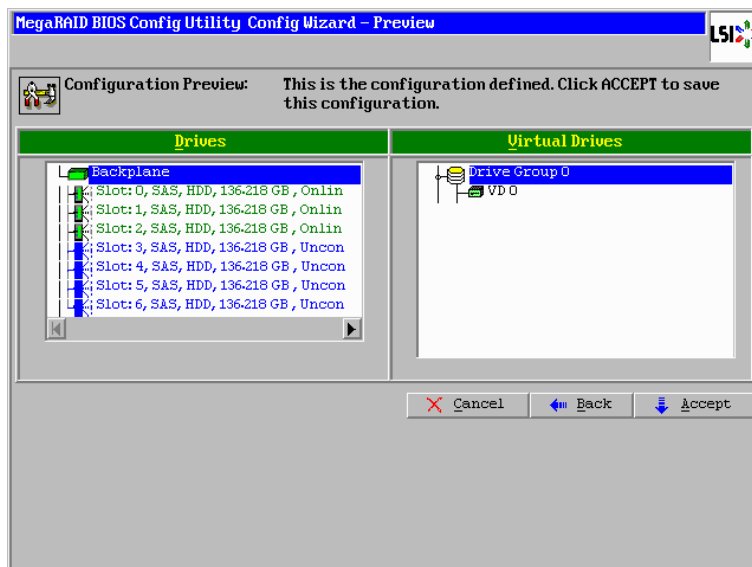 MegaRAID BIOS Config Utility Config Wizard – Preview
LSI
Configuration Preview: This is the configuration defined. Click ACCEPT to save
this configuration.
Drives
Backplane
Slot: 0, SAS, HDD, 136.218 GB , Onlin
Slot: 1, SAS, HDD, 136.218 GB , Onlin
Slot: 2, SAS, HDD, 136.218 GB , Onlin
Slot: 3, SAS, HDD, 136.218 GB , Uncon
Slot: 4, SAS, HDD, 136.218 GB , Uncon
Slot: 5, SAS, HDD, 136.218 GB , Uncon
Slot: 6, SAS, HDD, 136.218 GB , Uncon
Virtual Drives
Drive Group 0
VD 0
Cancel
Back
Accept